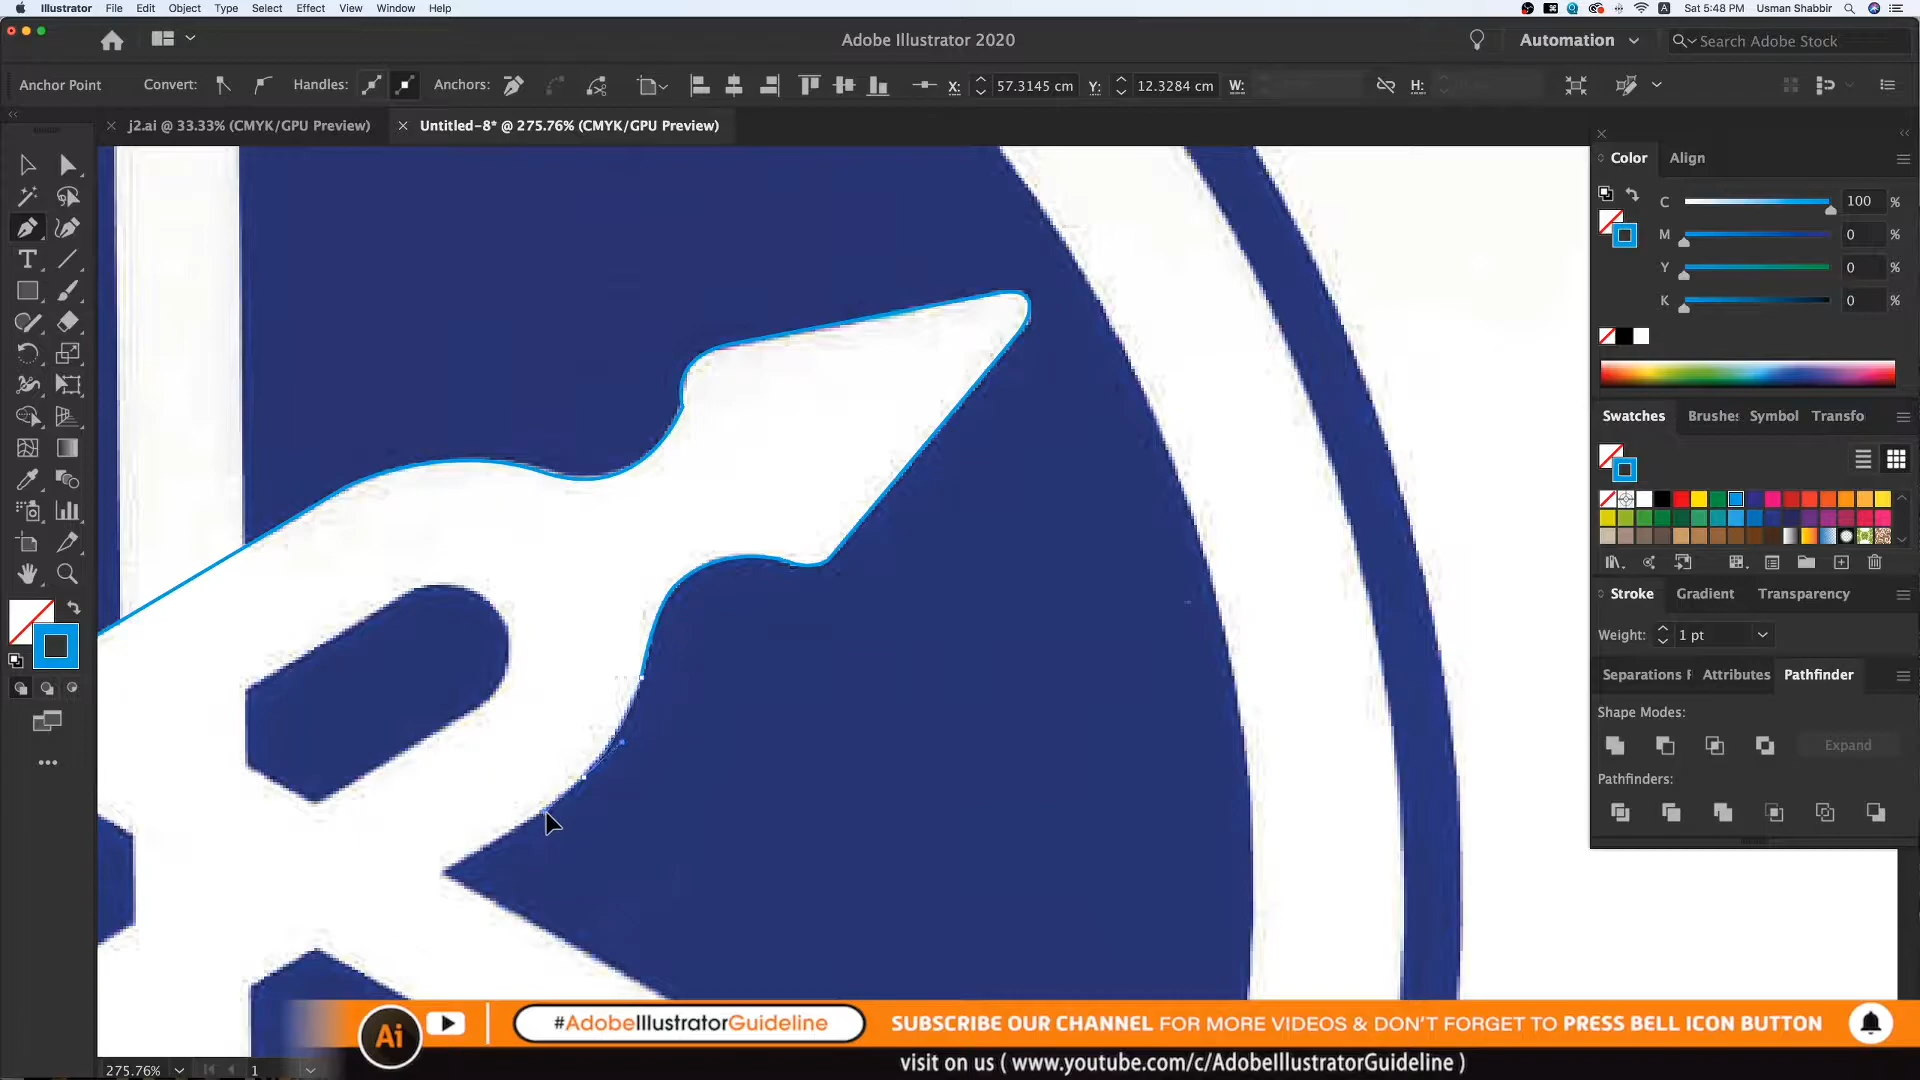 Illustrator File Edit Object Type Select Effect View Window Help
Sat 5:48 PM Usman Shabbir
Adobe Illustrator 2020
Automation
Search Adobe Stock
Anchor Point Convert: Handles: Anchors: X: 57.3145 cm Y: 12.3284 cm W: H:
j2.ai @ 33.33% (CMYK/GPU Preview)
Untitled-8* @ 275.76% (CMYK/GPU Preview)
Color Align
C 100 %
M 0 %
Y 0 %
K 0 %
Swatches Brushes Symbol Transfo
Stroke Gradient Transparency
Weight: 1 pt
Separations P Attributes Pathfinder
Shape Modes:
Expand
Pathfinders:
Ai
#AdobeIllustratorGuideline
SUBSCRIBE OUR CHANNEL FOR MORE VIDEOS & DON'T FORGET TO PRESS BELL ICON BUTTON
visit on us ( www.youtube.com/c/AdobeIllustratorGuideline )
275.76% 1